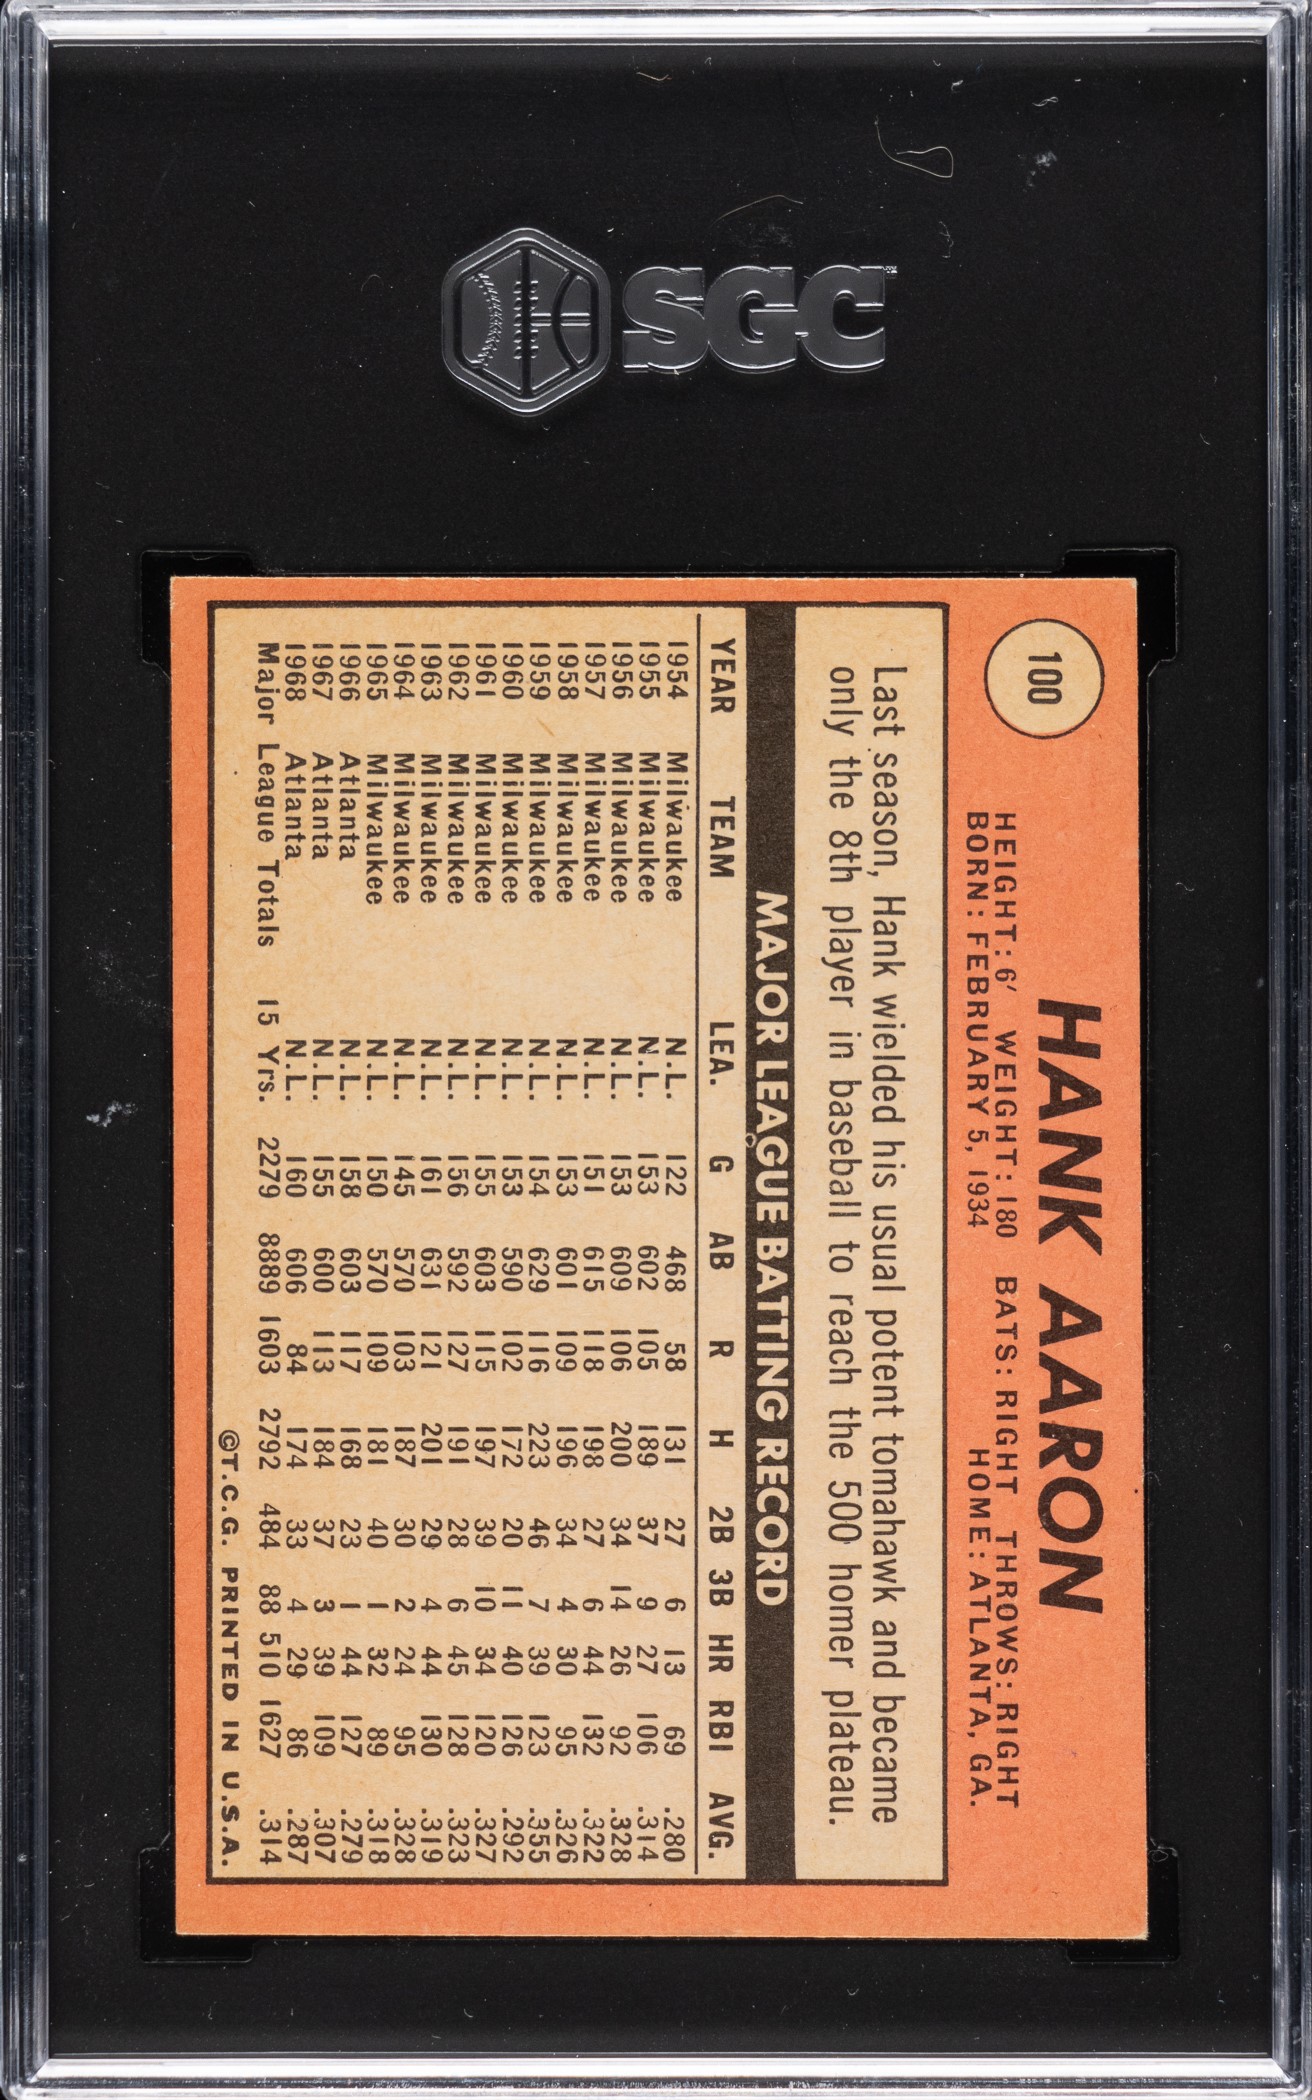 SGC
100
HANK AARON
HEIGHT: 6' WEIGHT: 180 BATS: RIGHT THROWS: RIGHT
BORN: FEBRUARY 5, 1934 HOME: ATLANTA, GA.
Last season, Hank wielded his usual potent tomahawk and became
only the 8th player in baseball to reach the 500 homer plateau.
MAJOR LEAGUE BATTING RECORD
YEAR TEAM LEA. G AB R H 2B 3B HR RBI AVG.
1954 Milwaukee N.L. 122 468 58 131 27 6 13 69 .280
1955 Milwaukee N.L. 153 602 105 189 37 9 27 106 .314
1956 Milwaukee N.L. 153 609 106 200 34 14 26 92 .328
1957 Milwaukee N.L. 151 615 118 198 27 6 44 132 .322
1958 Milwaukee N.L. 153 601 109 196 34 4 30 95 .326
1959 Milwaukee N.L. 154 629 116 223 46 7 39 123 .355
1960 Milwaukee N.L. 153 590 102 172 20 11 40 126 .292
1961 Milwaukee N.L. 155 603 115 197 39 10 34 120 .327
1962 Milwaukee N.L. 156 592 127 191 28 6 45 128 .323
1963 Milwaukee N.L. 161 631 121 201 29 4 44 130 .319
1964 Milwaukee N.L. 145 570 103 187 30 2 24 95 .328
1965 Milwaukee N.L. 150 570 109 181 40 1 32 89 .318
1966 Atlanta N.L. 158 603 117 168 23 1 44 127 .279
1967 Atlanta N.L. 155 600 113 184 37 3 39 109 .307
1968 Atlanta N.L. 160 606 84 174 33 4 29 86 .287
Major League Totals 15 Yrs. 2279 8889 1603 2792 484 88 510 1627 .314
©T.C.G. PRINTED IN U.S.A.